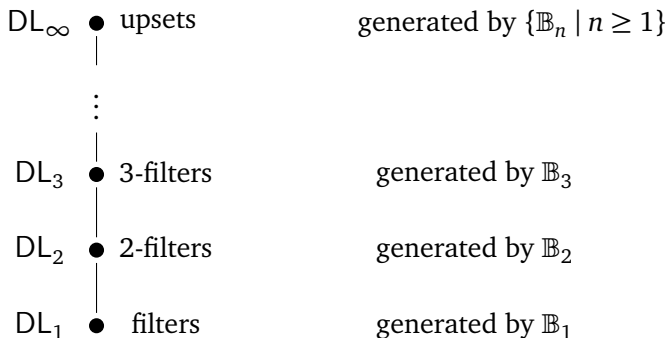 DL∞ upsets generated by {𝔹ₙ | n ≥ 1}
⋮
DL₃ 3-filters generated by 𝔹₃
DL₂ 2-filters generated by 𝔹₂
DL₁ filters generated by 𝔹₁